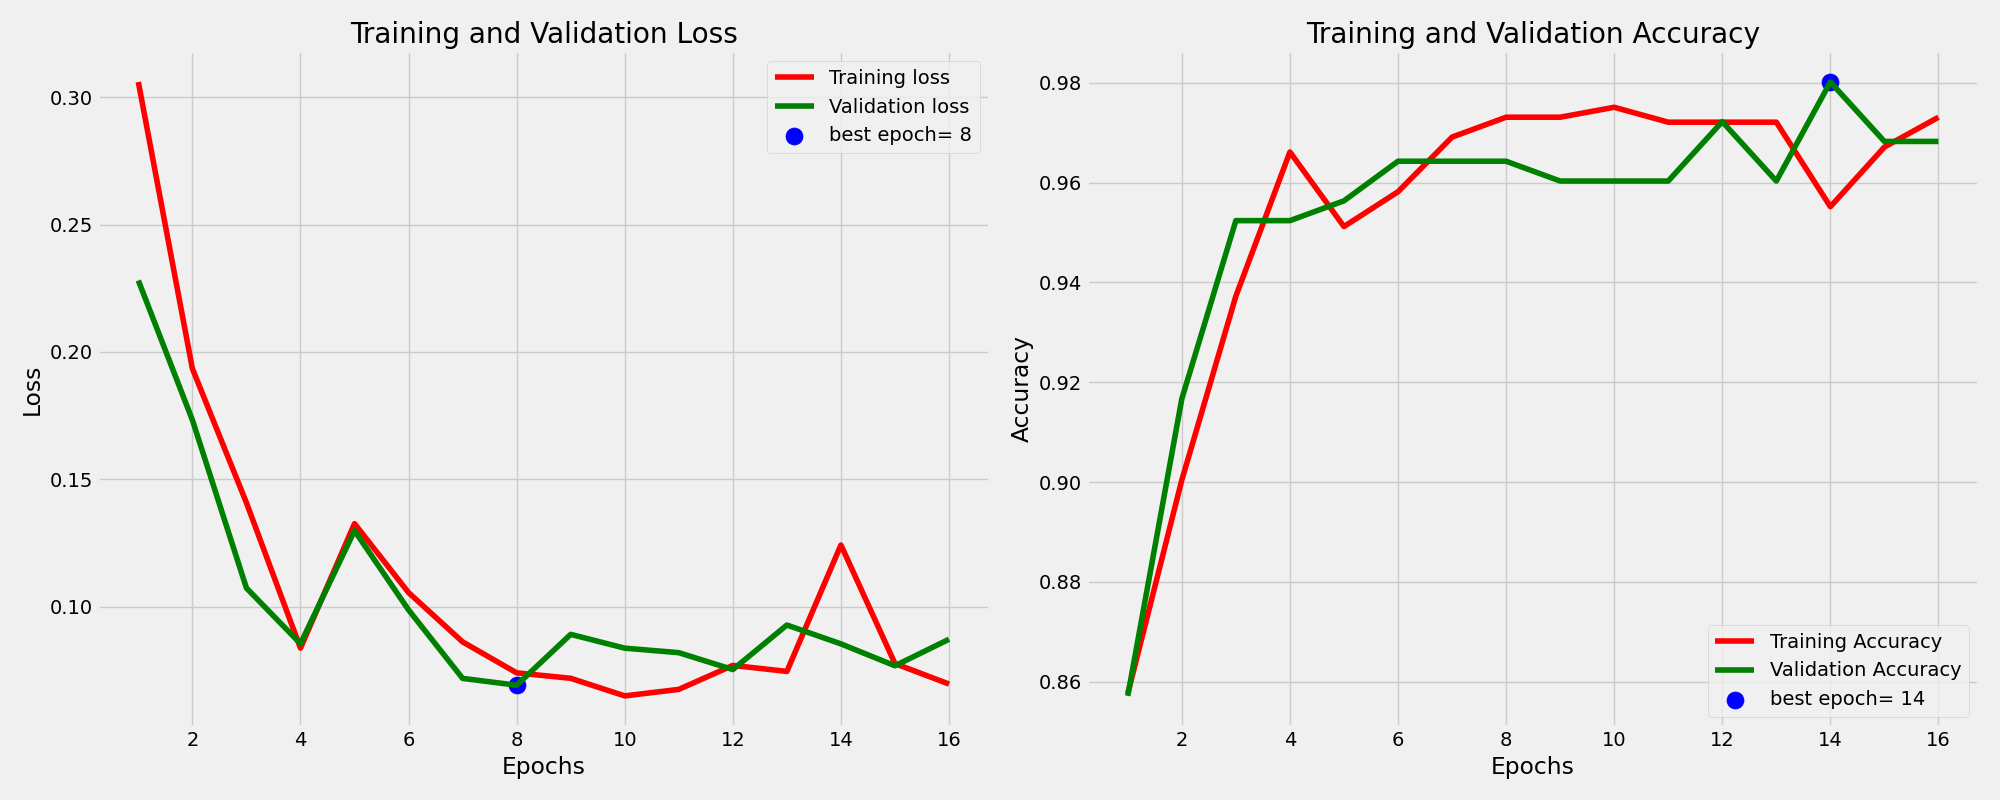 Training and Validation Loss
Training loss
Validation loss
best epoch= 8
0.30
0.25
0.20
0.15
0.10
Loss
2 4 6 8 10 12 14 16
Epochs
Training and Validation Accuracy
0.98
0.96
0.94
0.92
0.90
0.88
0.86
Accuracy
Training Accuracy
Validation Accuracy
best epoch= 14
2 4 6 8 10 12 14 16
Epochs